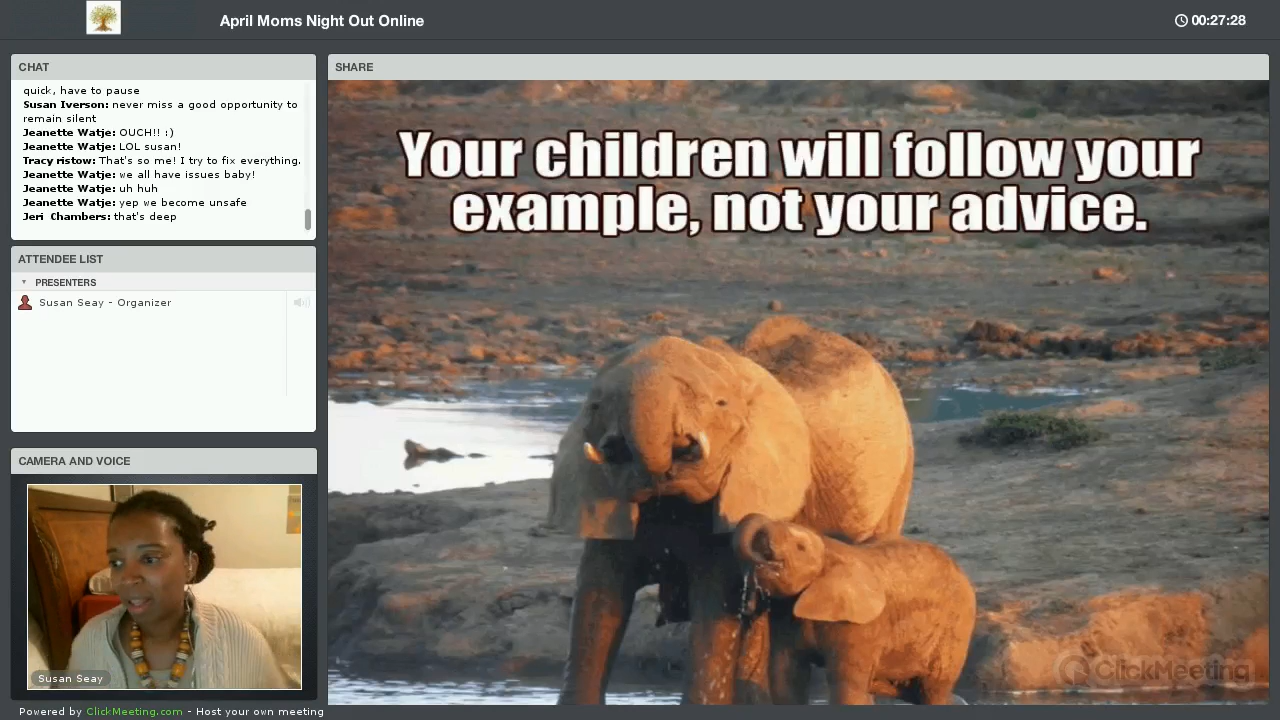 April Moms Night Out Online
00:27:28
CHAT
quick, have to pause
Susan Iverson: never miss a good opportunity to
remain silent
Jeanette Watje: OUCH!! :)
Jeanette Watje: LOL susan!
Tracy ristow: That's so me! I try to fix everything.
Jeanette Watje: we all have issues baby!
Jeanette Watje: uh huh
Jeanette Watje: yep we become unsafe
Jeri Chambers: that's deep
ATTENDEE LIST
PRESENTERS
Susan Seay - Organizer
CAMERA AND VOICE
Susan Seay
Powered by ClickMeeting.com - Host your own meeting
SHARE
Your children will follow your
example, not your advice.
ClickMeeting